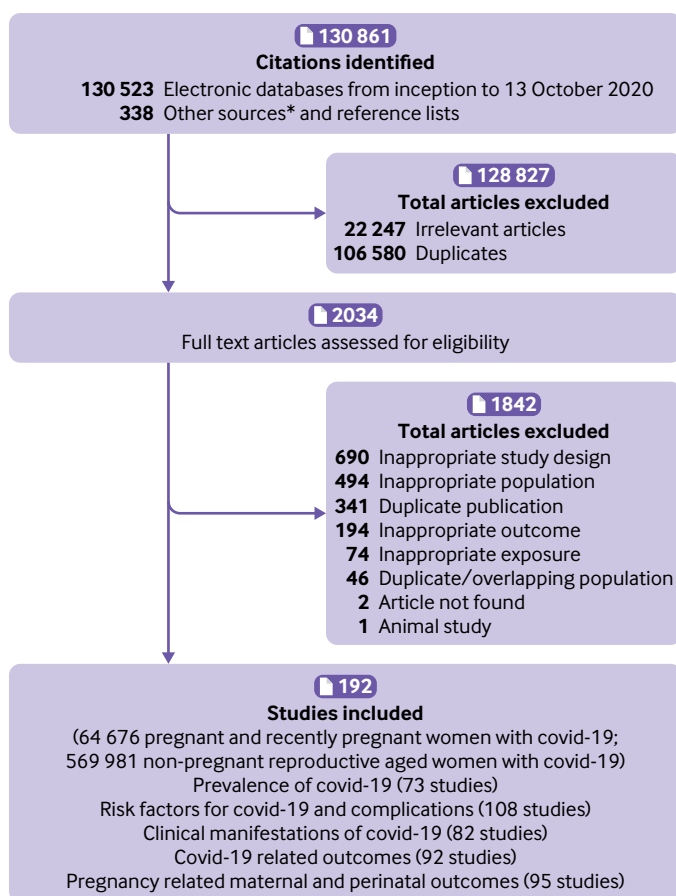 130 861
Citations identified
130 523 Electronic databases from inception to 13 October 2020
338 Other sources* and reference lists
128 827
Total articles excluded
22 247 Irrelevant articles
106 580 Duplicates
2034
Full text articles assessed for eligibility
1842
Total articles excluded
690 Inappropriate study design
494 Inappropriate population
341 Duplicate publication
194 Inappropriate outcome
74 Inappropriate exposure
46 Duplicate/overlapping population
2 Article not found
1 Animal study
192
Studies included
(64 676 pregnant and recently pregnant women with covid-19;
569 981 non-pregnant reproductive aged women with covid-19)
Prevalence of covid-19 (73 studies)
Risk factors for covid-19 and complications (108 studies)
Clinical manifestations of covid-19 (82 studies)
Covid-19 related outcomes (92 studies)
Pregnancy related maternal and perinatal outcomes (95 studies)